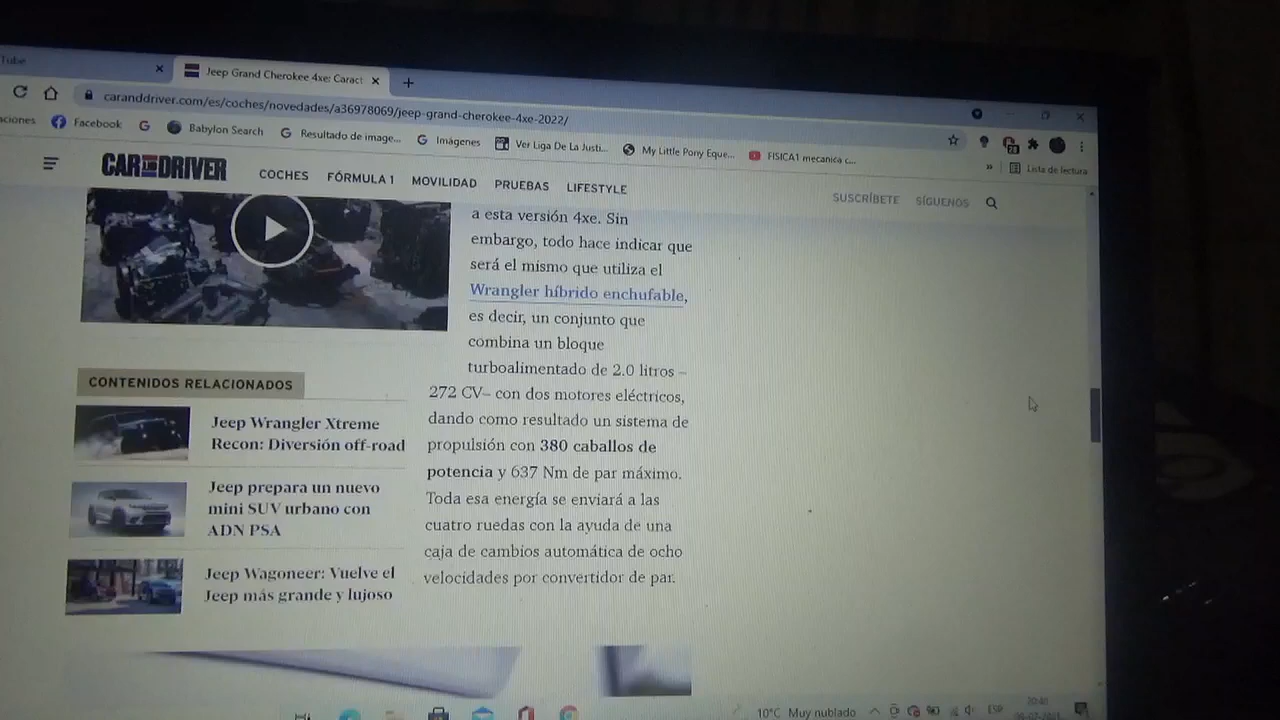 Tube
Jeep Grand Cherokee 4xe: Caract
caranddriver.com/es/coches/novedades/a36978069/jeep-grand-cherokee-4xe-2022/
aciones
Facebook
Babylon Search
Resultado de image...
Imágenes
Ver Liga De La Justi...
My Little Pony Eque...
FISICA1 mecanica c...
»
Lista de lectura
CAR AND DRIVER
COCHES
FÓRMULA 1
MOVILIDAD
PRUEBAS
LIFESTYLE
SUSCRÍBETE
SÍGUENOS
a esta versión 4xe. Sin
embargo, todo hace indicar que
será el mismo que utiliza el
Wrangler híbrido enchufable,
es decir, un conjunto que
combina un bloque
turboalimentado de 2.0 litros –
272 CV– con dos motores eléctricos,
dando como resultado un sistema de
propulsión con 380 caballos de
potencia y 637 Nm de par máximo.
Toda esa energía se enviará a las
cuatro ruedas con la ayuda de una
caja de cambios automática de ocho
velocidades por convertidor de par.
CONTENIDOS RELACIONADOS
Jeep Wrangler Xtreme
Recon: Diversión off-road
Jeep prepara un nuevo
mini SUV urbano con
ADN PSA
Jeep Wagoneer: Vuelve el
Jeep más grande y lujoso
10°C Muy nublado
ESP